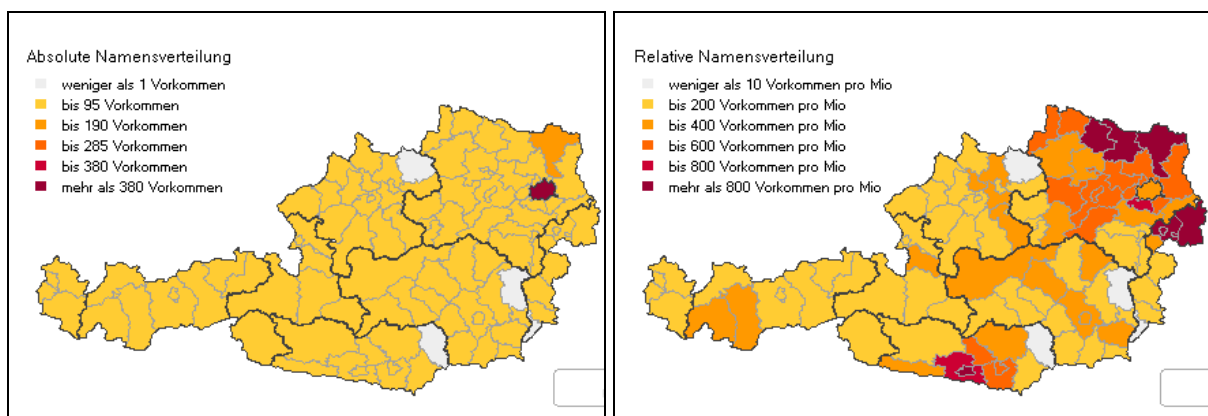 Absolute Namensverteilung
weniger als 1 Vorkommen
bis 95 Vorkommen
bis 190 Vorkommen
bis 285 Vorkommen
bis 380 Vorkommen
mehr als 380 Vorkommen
Relative Namensverteilung
weniger als 10 Vorkommen pro Mio
bis 200 Vorkommen pro Mio
bis 400 Vorkommen pro Mio
bis 600 Vorkommen pro Mio
bis 800 Vorkommen pro Mio
mehr als 800 Vorkommen pro Mio